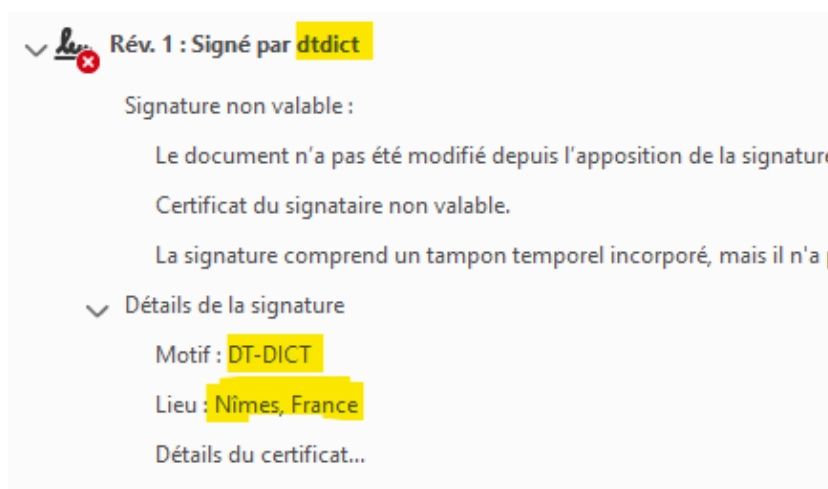 Rév. 1 : Signé par dtdict
Signature non valable :
Le document n'a pas été modifié depuis l'apposition de la signature
Certificat du signataire non valable.
La signature comprend un tampon temporel incorporé, mais il n'a
Détails de la signature
Motif : DT-DICT
Lieu : Nîmes, France
Détails du certificat...